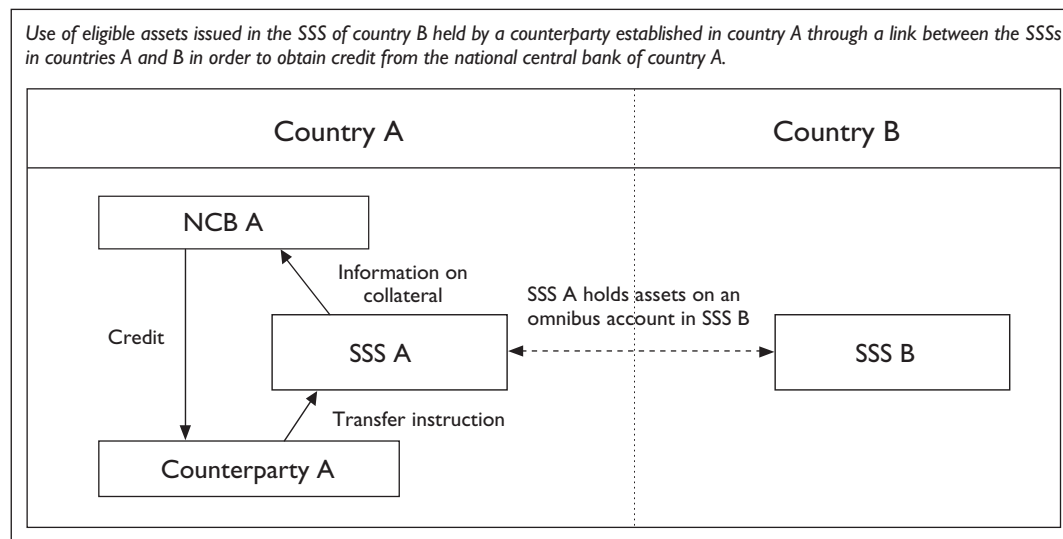 Use of eligible assets issued in the SSS of country B held by a counterparty established in country A through a link between the SSSs
in countries A and B in order to obtain credit from the national central bank of country A.
Country A
Country B
NCB A
Information on
collateral
SSS A holds assets on an
omnibus account in SSS B
Credit
SSS A
SSS B
Transfer instruction
Counterparty A